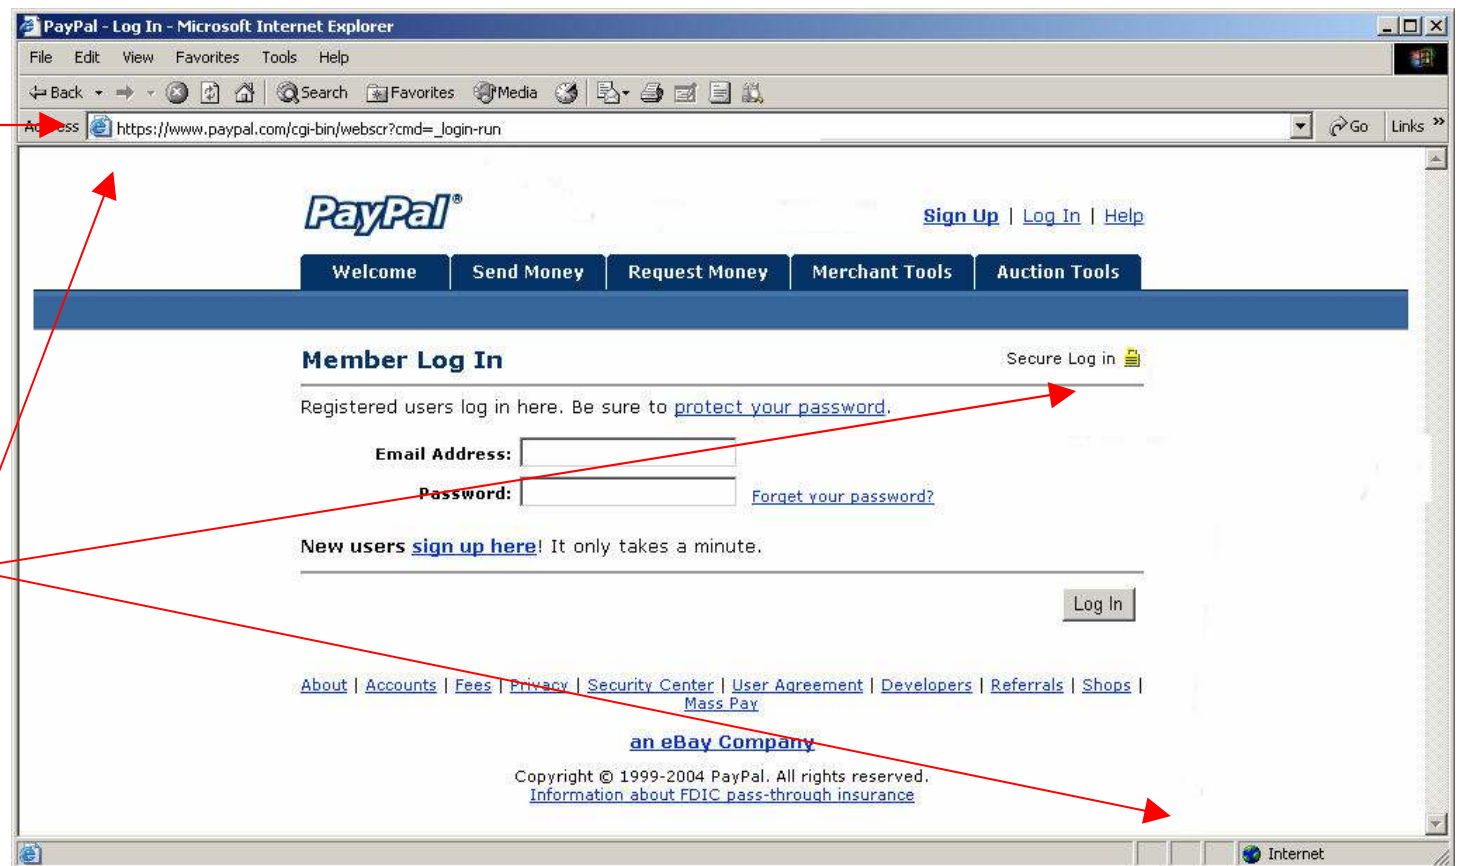 PayPal - Log In - Microsoft Internet Explorer
File Edit View Favorites Tools Help
Back Search Favorites Media
https://www.paypal.com/cgi-bin/webscr?cmd=_login-run Go Links »
PayPal®
Sign Up | Log In | Help
Welcome Send Money Request Money Merchant Tools Auction Tools
Member Log In Secure Log in
Registered users log in here. Be sure to protect your password.
Email Address:
Password: Forget your password?
New users sign up here! It only takes a minute.
Log In
About | Accounts | Fees | Privacy | Security Center | User Agreement | Developers | Referrals | Shops |
Mass Pay
an eBay Company
Copyright © 1999-2004 PayPal. All rights reserved.
Information about FDIC pass-through insurance
Internet